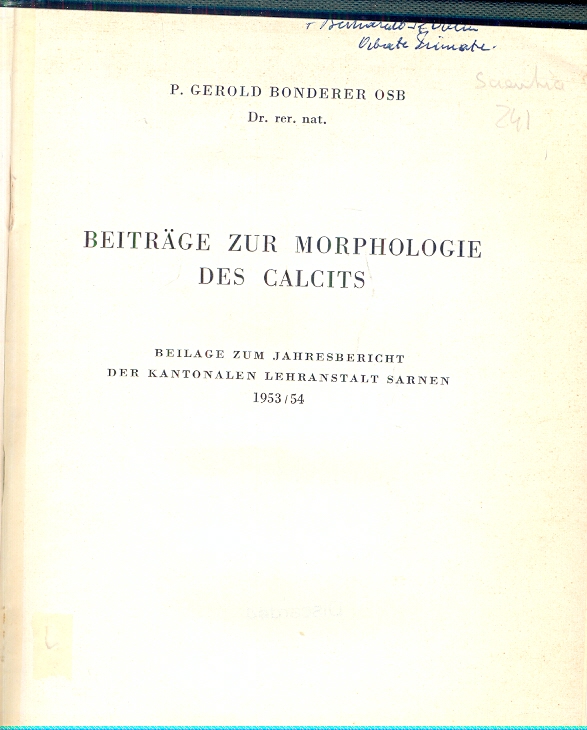 P. GEROLD BONDERER OSB
Dr. rer. nat.
BEITRÄGE ZUR MORPHOLOGIE
DES CALCITS
BEILAGE ZUM JAHRESBERICHT
DER KANTONALEN LEHRANSTALT SARNEN
1953/54
241